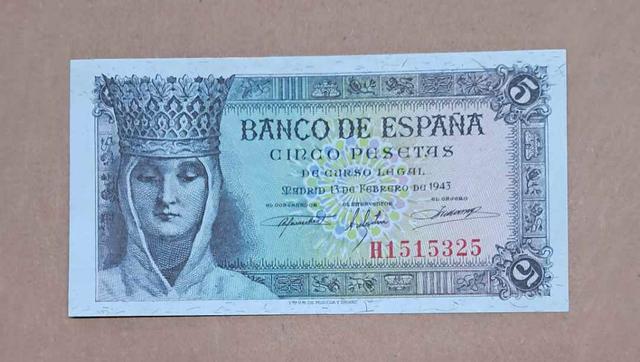 5
BANCO DE ESPAÑA
CINCO PESETAS
DE CURSO LEGAL
MADRID 13 DE FEBRERO DE 1943
EL GOBERNADOR EL INTERVENTOR EL CAJERO
H1515325
5